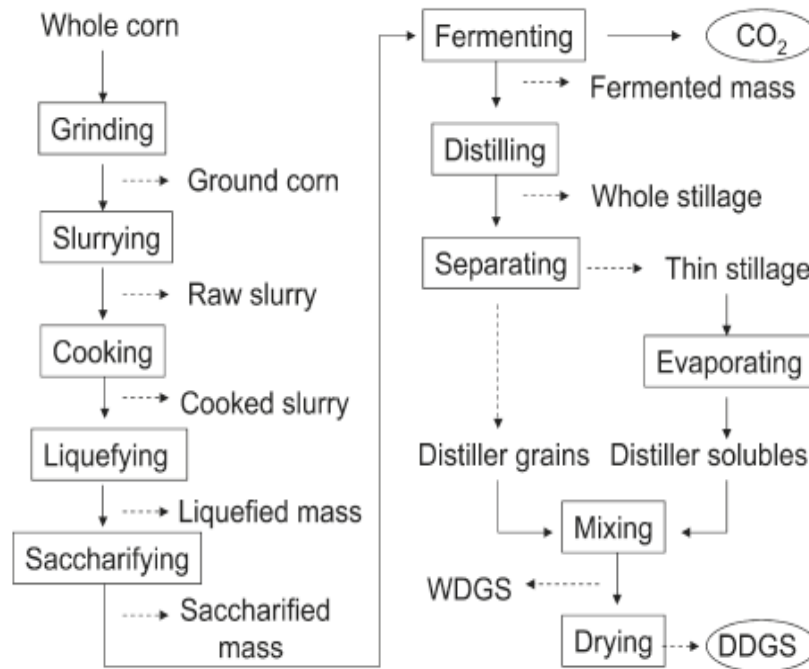 Whole corn
Grinding
Ground corn
Slurrying
Raw slurry
Cooking
Cooked slurry
Liquefying
Liquefied mass
Saccharifying
Saccharified
mass
Fermenting
CO₂
Fermented mass
Distilling
Whole stillage
Separating
Thin stillage
Evaporating
Distiller grains
Distiller solubles
Mixing
WDGS
Drying
DDGS